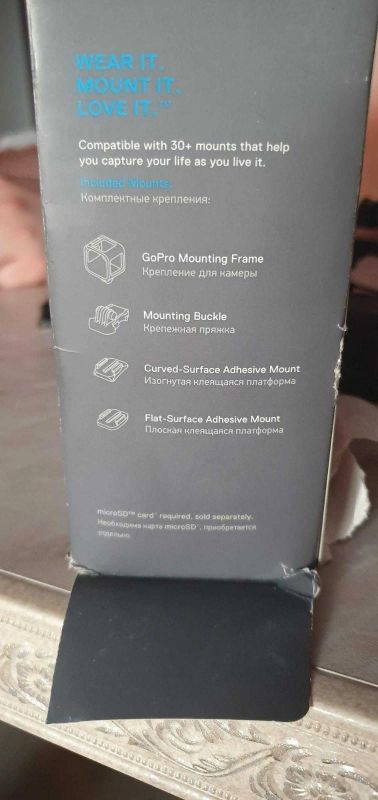 WEAR IT.
MOUNT IT.
LOVE IT.™
Compatible with 30+ mounts that help
you capture your life as you live it.
Included Mounts:
Комплектные крепления:
GoPro Mounting Frame
Крепление для камеры
Mounting Buckle
Крепежная пряжка
Curved-Surface Adhesive Mount
Изогнутая клеящаяся платформа
Flat-Surface Adhesive Mount
Плоская клеящаяся платформа
microSD™ card* required, sold separately.
Необходима карта microSD*, приобретается
отдельно